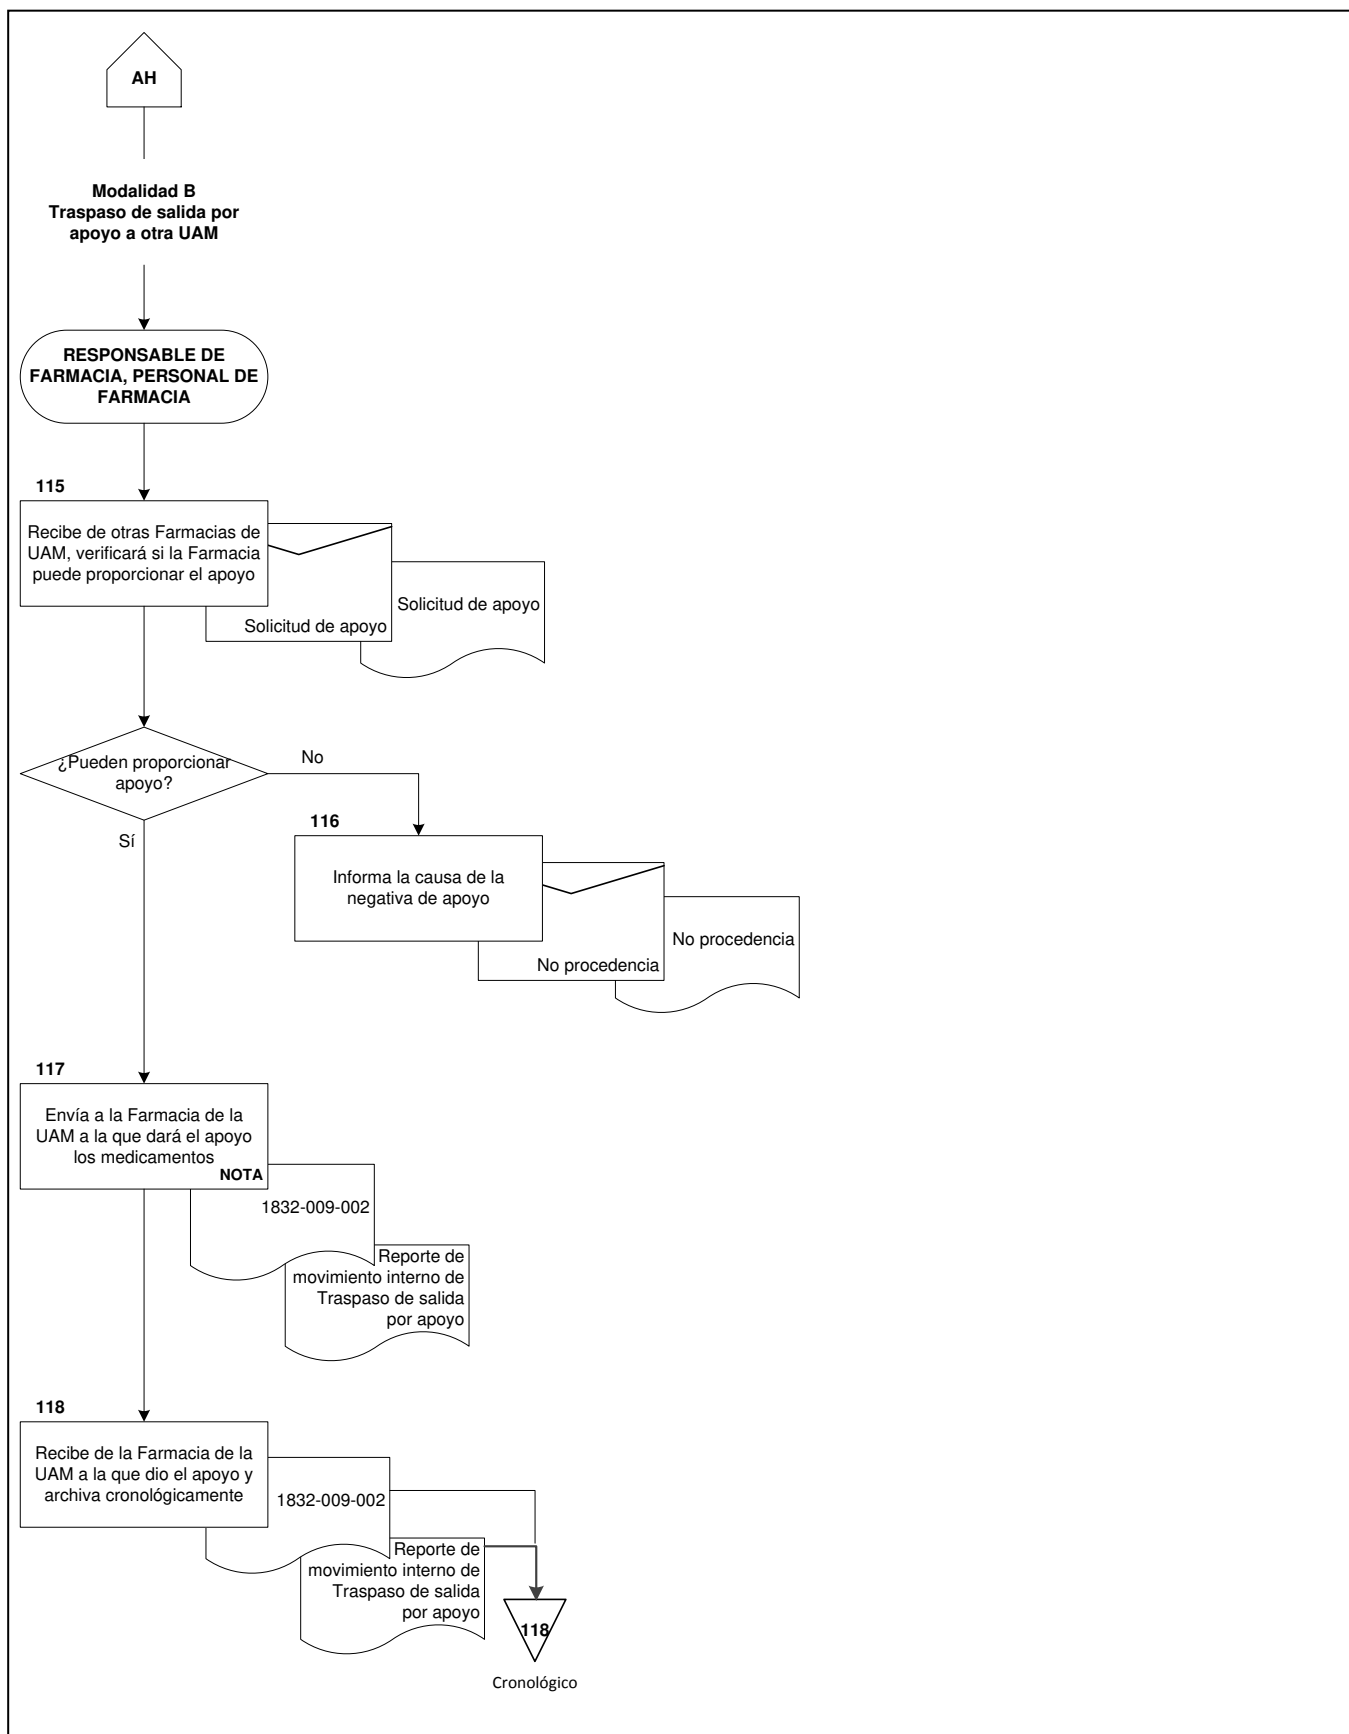 AH
Modalidad B
Traspaso de salida por
apoyo a otra UAM
RESPONSABLE DE
FARMACIA, PERSONAL DE
FARMACIA
115
Recibe de otras Farmacias de
UAM, verificará si la Farmacia
puede proporcionar el apoyo
Solicitud de apoyo
Solicitud de apoyo
¿Pueden proporcionar
apoyo?
No
Sí
116
Informa la causa de la
negativa de apoyo
No procedencia
No procedencia
117
Envía a la Farmacia de la
UAM a la que dará el apoyo
los medicamentos
NOTA
1832-009-002
Reporte de
movimiento interno de
Traspaso de salida
por apoyo
118
Recibe de la Farmacia de la
UAM a la que dio el apoyo y
archiva cronológicamente
1832-009-002
Reporte de
movimiento interno de
Traspaso de salida
por apoyo
118
Cronológico